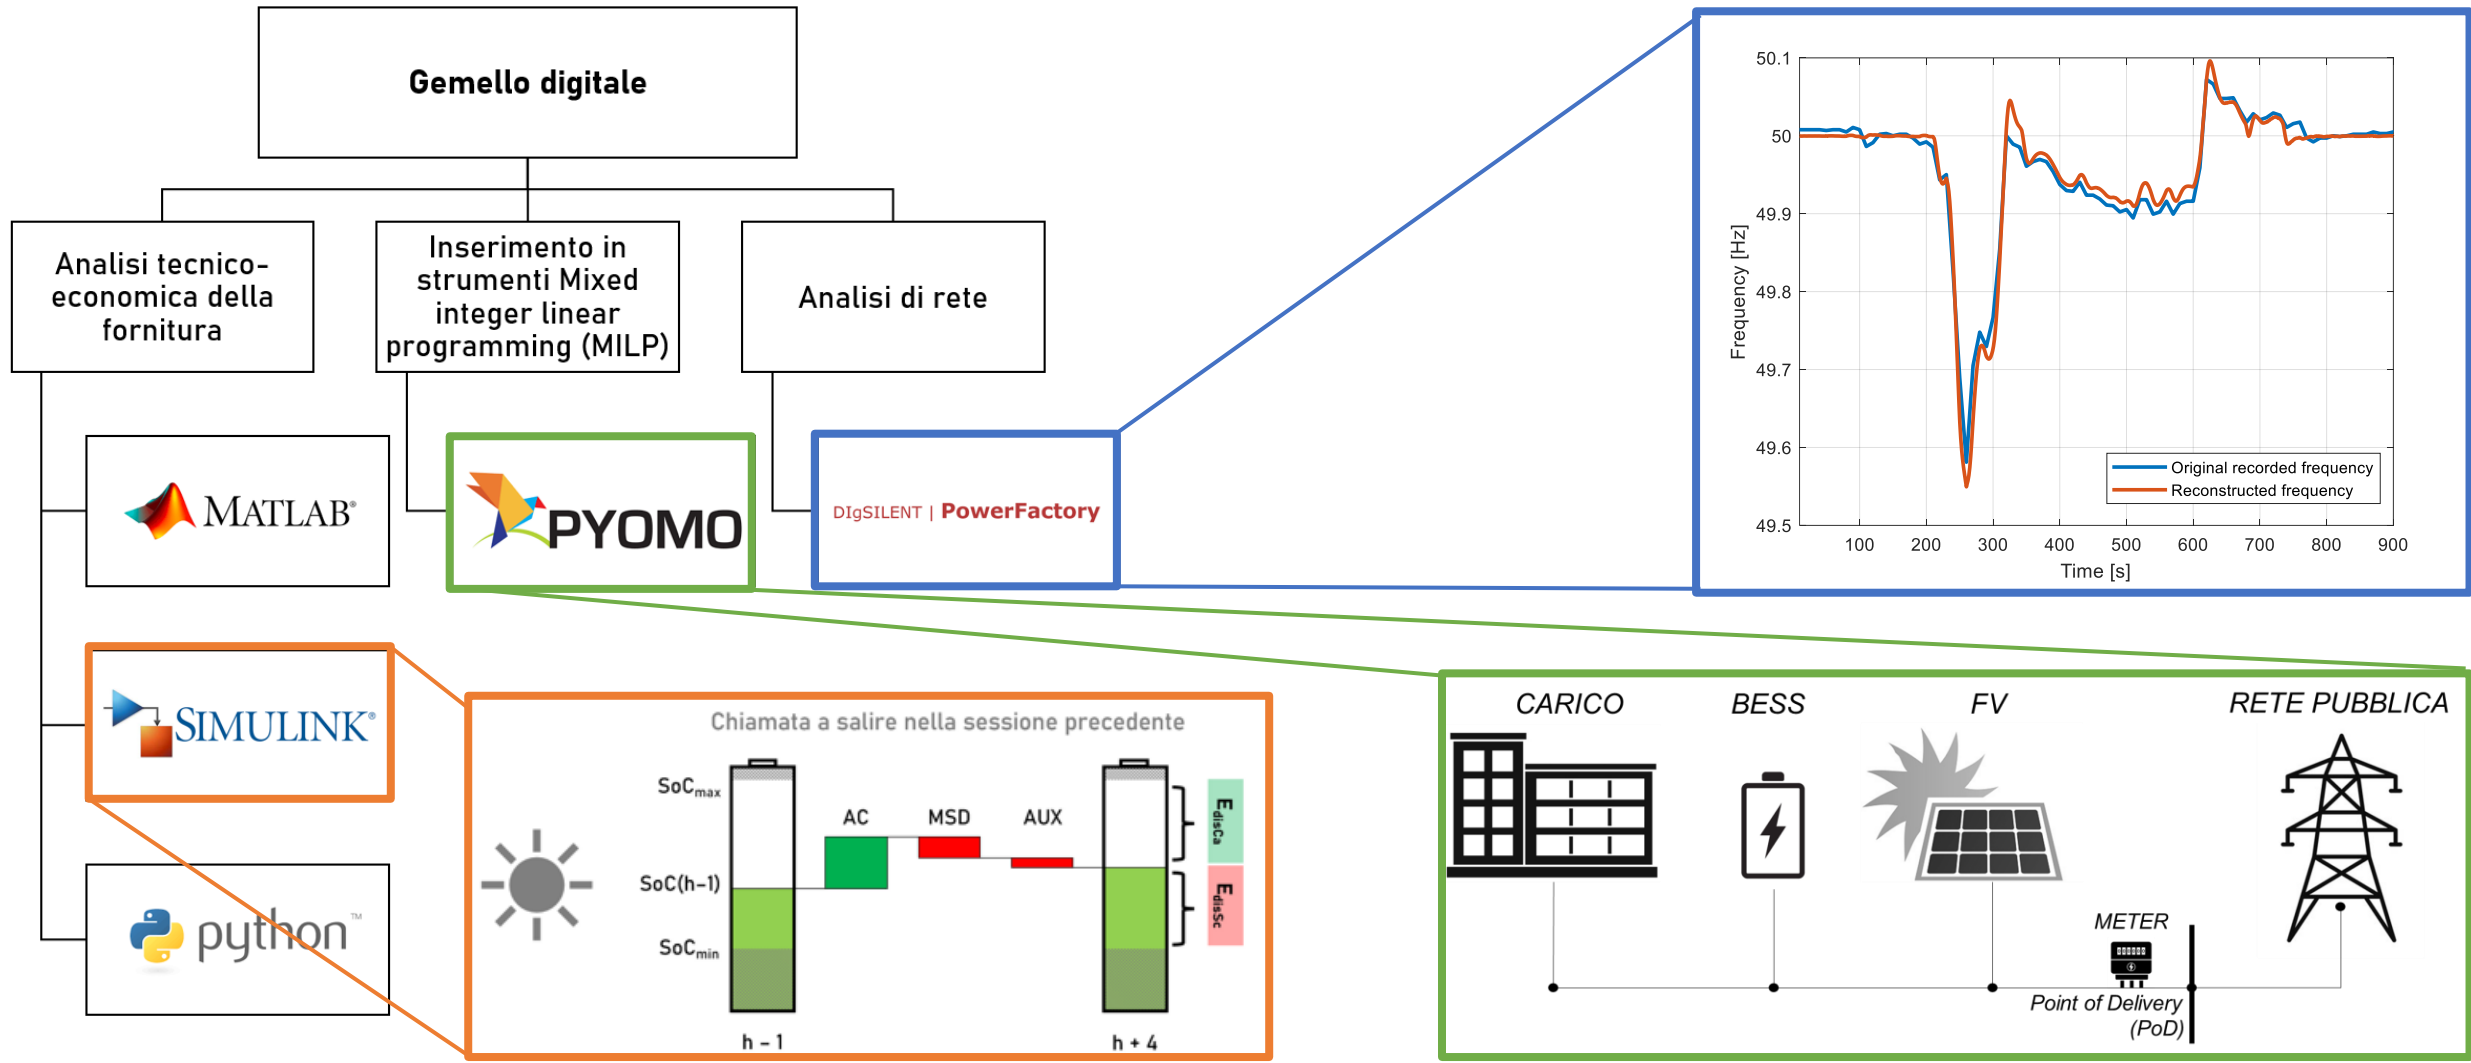 Gemello digitale
Analisi tecnico-
economica della
fornitura
Inserimento in
strumenti Mixed
integer linear
programming (MILP)
Analisi di rete
MATLAB®
PYOMO
DIgSILENT | PowerFactory
SIMULINK®
python™
50.1
50
49.9
49.8
49.7
49.6
49.5
Frequency [Hz]
100 200 300 400 500 600 700 800 900
Time [s]
Original recorded frequency
Reconstructed frequency
Chiamata a salire nella sessione precedente
SoCmax
SoC(h-1)
SoCmin
AC MSD AUX
EdisCa
EdisSc
h - 1
h + 4
CARICO BESS FV RETE PUBBLICA
METER
Point of Delivery
(PoD)